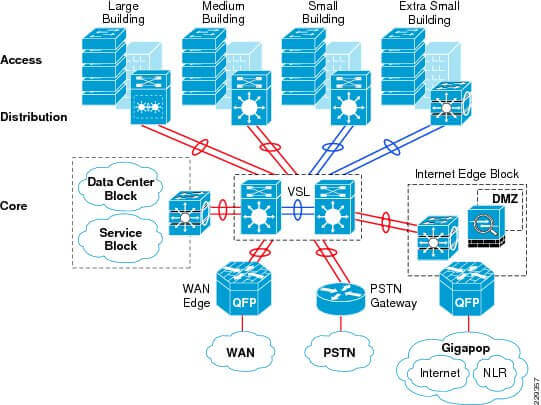 Large
Building
Medium
Building
Small
Building
Extra Small
Building
Access
Distribution
Core
Data Center
Block
Service
Block
VSL
Internet Edge Block
DMZ
WAN
Edge
QFP
PSTN
Gateway
QFP
WAN
PSTN
Gigapop
Internet
NLR
229357